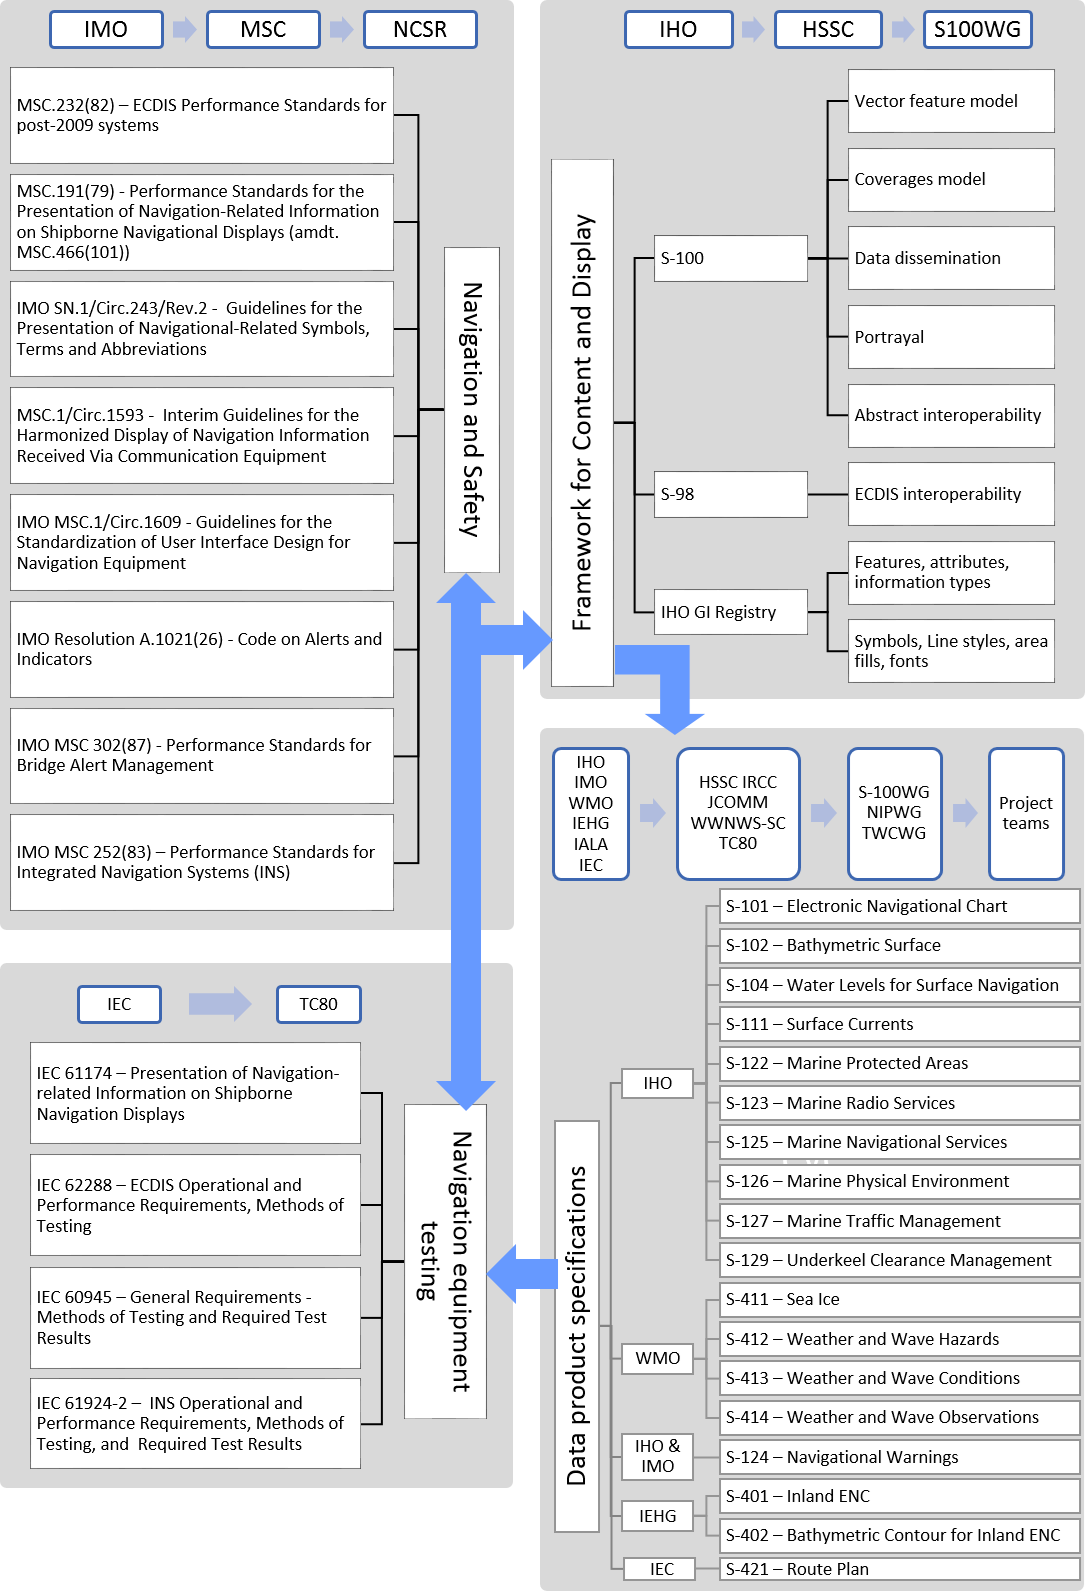 IMO
MSC
NCSR
MSC.232(82) – ECDIS Performance Standards for
post-2009 systems
MSC.191(79) - Performance Standards for the
Presentation of Navigation-Related Information
on Shipborne Navigational Displays (amdt.
MSC.466(101))
IMO SN.1/Circ.243/Rev.2 - Guidelines for the
Presentation of Navigational-Related Symbols,
Terms and Abbreviations
MSC.1/Circ.1593 - Interim Guidelines for the
Harmonized Display of Navigation Information
Received Via Communication Equipment
IMO MSC.1/Circ.1609 - Guidelines for the
Standardization of User Interface Design for
Navigation Equipment
IMO Resolution A.1021(26) - Code on Alerts and
Indicators
IMO MSC 302(87) - Performance Standards for
Bridge Alert Management
IMO MSC 252(83) – Performance Standards for
Integrated Navigation Systems (INS)
Navigation and Safety
IHO
HSSC
S100WG
Framework for Content and Display
S-100
Vector feature model
Coverages model
Data dissemination
Portrayal
Abstract interoperability
S-98
ECDIS interoperability
IHO GI Registry
Features, attributes,
information types
Symbols, Line styles, area
fills, fonts
IEC
TC80
IEC 61174 – Presentation of Navigation-
related Information on Shipborne
Navigation Displays
IEC 62288 – ECDIS Operational and
Performance Requirements, Methods of
Testing
IEC 60945 – General Requirements -
Methods of Testing and Required Test
Results
IEC 61924-2 – INS Operational and
Performance Requirements, Methods of
Testing, and Required Test Results
Navigation equipment
testing
IHO
IMO
WMO
IEHG
IALA
IEC
HSSC IRCC
JCOMM
WWNWS-SC
TC80
S-100WG
NIPWG
TWCWG
Project
teams
Data product specifications
IHO
S-101 – Electronic Navigational Chart
S-102 – Bathymetric Surface
S-104 – Water Levels for Surface Navigation
S-111 – Surface Currents
S-122 – Marine Protected Areas
S-123 – Marine Radio Services
S-125 – Marine Navigational Services
S-126 – Marine Physical Environment
S-127 – Marine Traffic Management
S-129 – Underkeel Clearance Management
WMO
S-411 – Sea Ice
S-412 – Weather and Wave Hazards
S-413 – Weather and Wave Conditions
S-414 – Weather and Wave Observations
IHO &
IMO
S-124 – Navigational Warnings
IEHG
S-401 – Inland ENC
S-402 – Bathymetric Contour for Inland ENC
IEC
S-421 – Route Plan